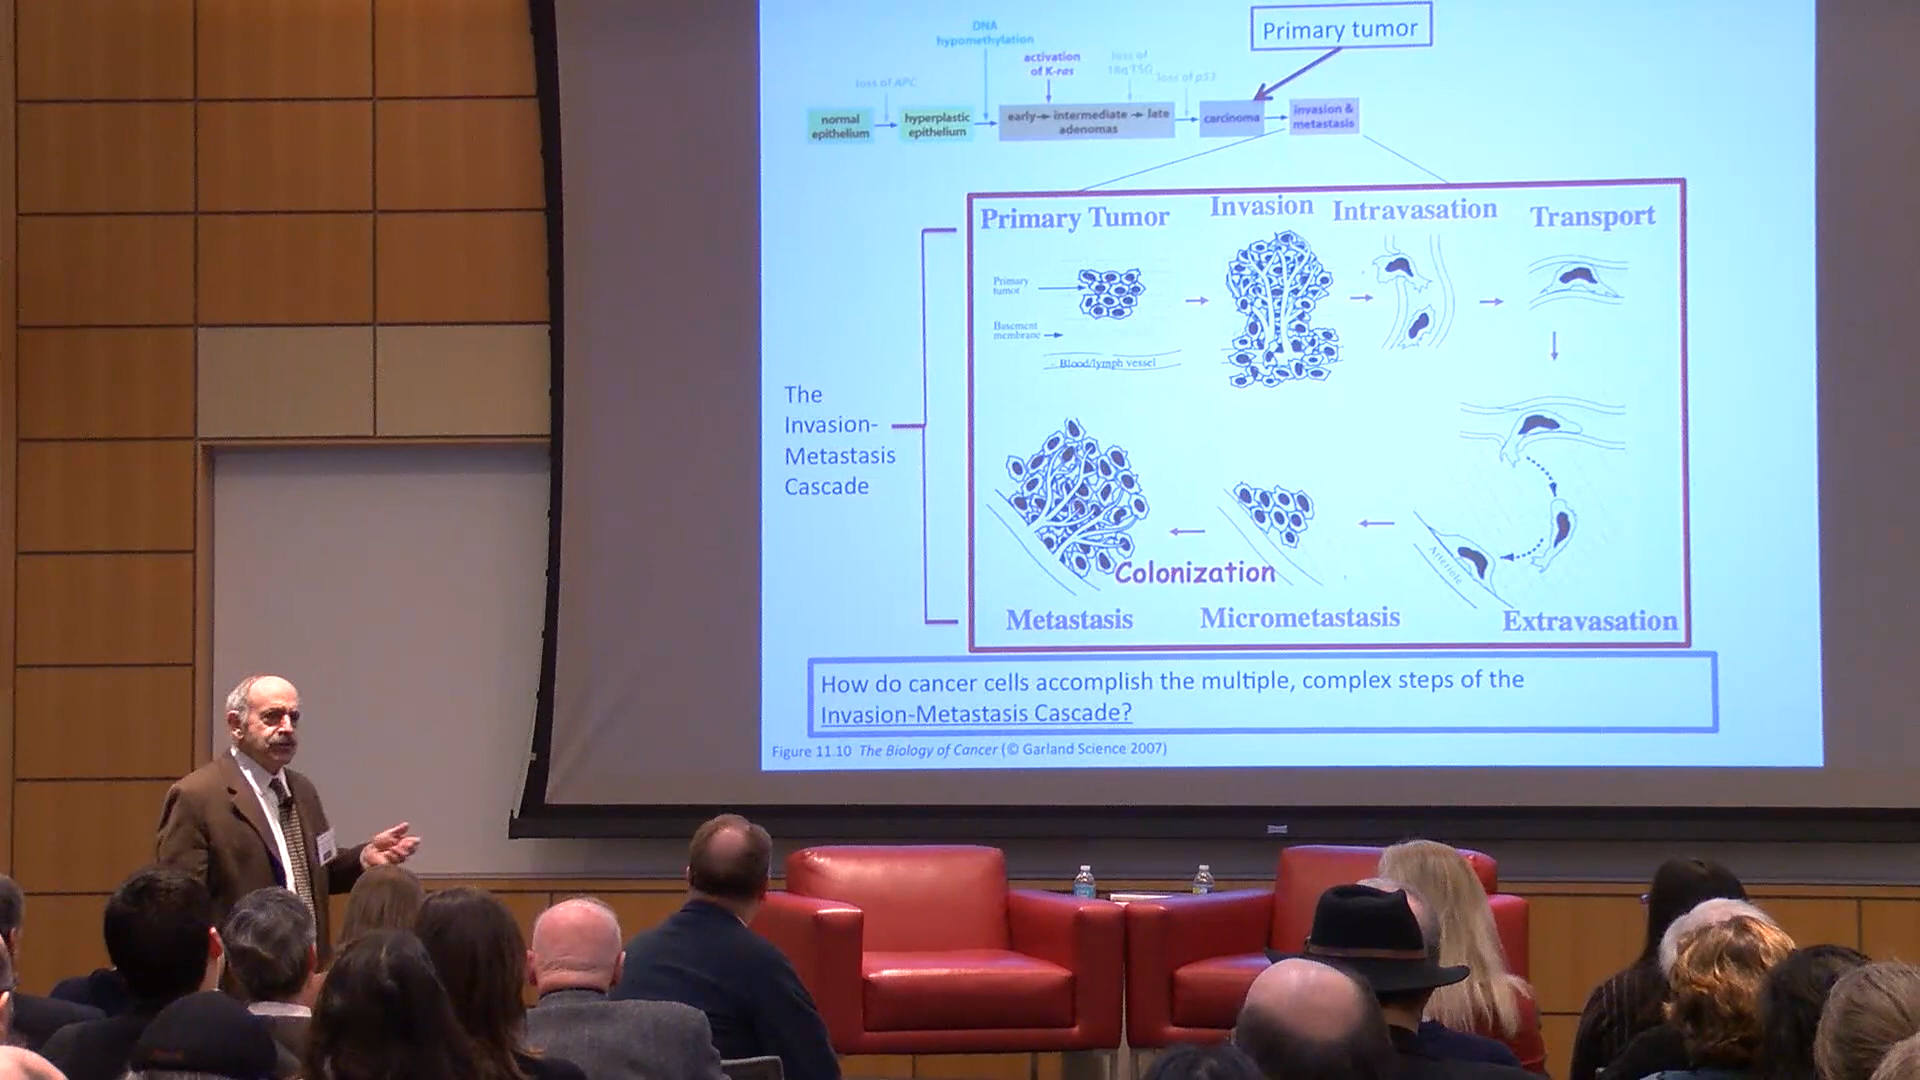 DNA
hypomethylation
Primary tumor
activation
of K-ras
loss of
18q TSG
loss of APC
loss of p53
normal
epithelium
hyperplastic
epithelium
early
intermediate
late
adenomas
carcinoma
invasion &
metastasis
Primary Tumor
Invasion
Intravasation
Transport
Primary
tumor
Basement
membrane
Blood/lymph vessel
The
Invasion-
Metastasis
Cascade
Arteriole
Colonization
Metastasis
Micrometastasis
Extravasation
How do cancer cells accomplish the multiple, complex steps of the
Invasion-Metastasis Cascade?
Figure 11.10 The Biology of Cancer (© Garland Science 2007)